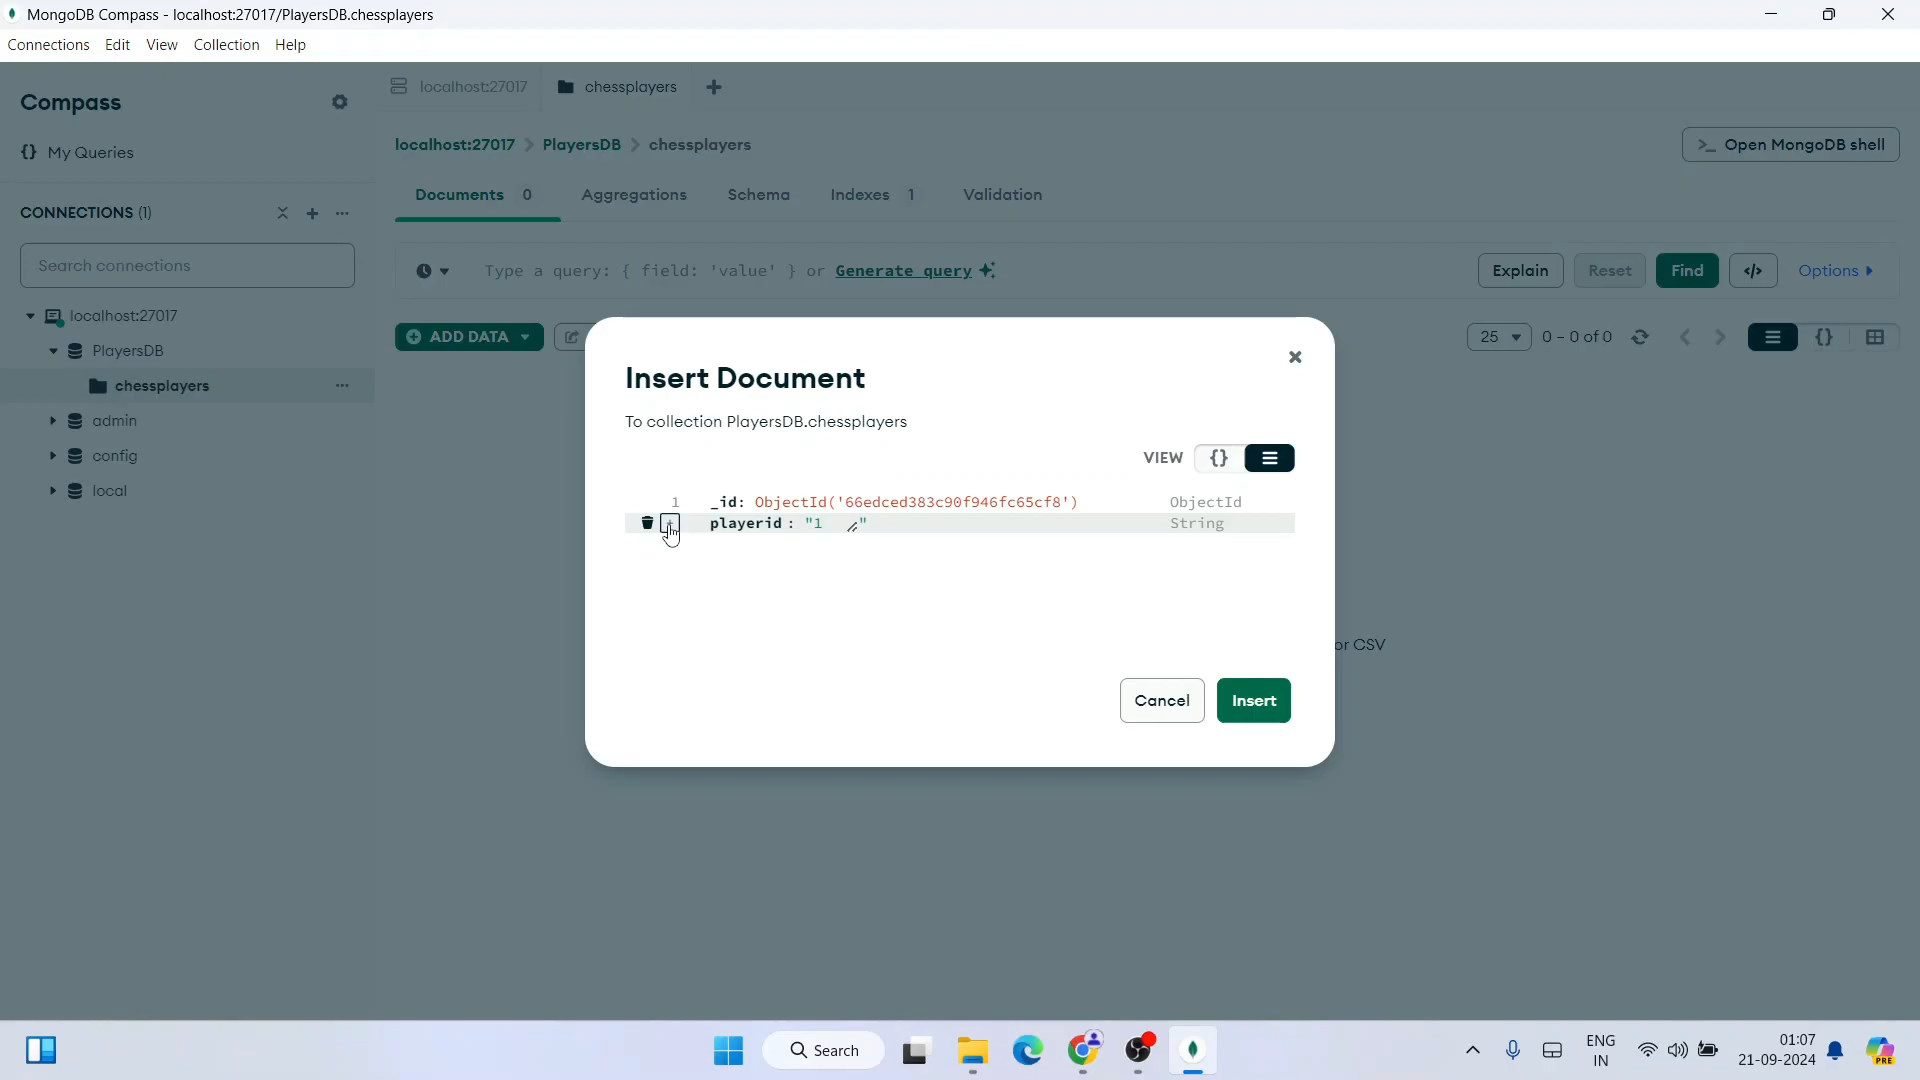 MongoDB Compass - localhost:27017/PlayersDB.chessplayers
Connections Edit View Collection Help
Compass
{} My Queries
CONNECTIONS (1)
Search connections
localhost:27017
PlayersDB
chessplayers
admin
config
local
localhost:27017 chessplayers
localhost:27017 > PlayersDB > chessplayers
>_ Open MongoDB shell
Documents 0 Aggregations Schema Indexes 1 Validation
Type a query: { field: 'value' } or Generate query
Explain Reset Find </> Options
ADD DATA
25 0 – 0 of 0 {}
Insert Document
To collection PlayersDB.chessplayers
VIEW {}
1 _id: ObjectId('66edced383c90f946fc65cf8') ObjectId
playerid : "1 " String
or CSV
Cancel Insert
Search
ENG
IN
01:07
21-09-2024
PRE